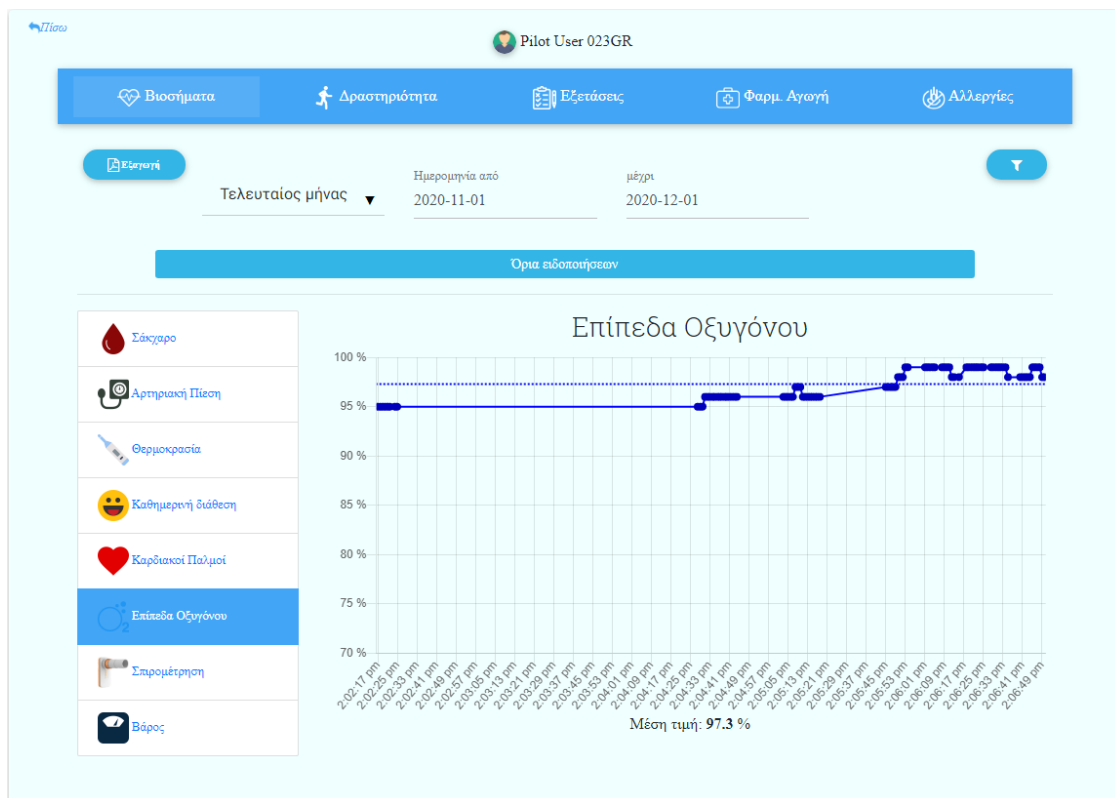 Πίσω
Pilot User 023GR
Βιοσήματα Δραστηριότητα Εξετάσεις Φαρμ. Αγωγή Αλλεργίες
Εξαγωγή
Τελευταίος μήνας ▼
Ημερομηνία από
2020-11-01
μέχρι
2020-12-01
Όρια ειδοποιήσεων
Σάκχαρο
Αρτηριακή Πίεση
Θερμοκρασία
Καθημερινή διάθεση
Καρδιακοί Παλμοί
Επίπεδα Οξυγόνου
Σπιρομέτρηση
Βάρος
Επίπεδα Οξυγόνου
100 %
95 %
90 %
85 %
80 %
75 %
70 %
2:02:17 pm
2:02:25 pm
2:02:33 pm
2:02:41 pm
2:02:49 pm
2:02:57 pm
2:03:05 pm
2:03:13 pm
2:03:21 pm
2:03:29 pm
2:03:37 pm
2:03:45 pm
2:03:53 pm
2:04:01 pm
2:04:09 pm
2:04:17 pm
2:04:25 pm
2:04:33 pm
2:04:41 pm
2:04:49 pm
2:04:57 pm
2:05:05 pm
2:05:13 pm
2:05:21 pm
2:05:29 pm
2:05:37 pm
2:05:45 pm
2:05:53 pm
2:06:01 pm
2:06:09 pm
2:06:17 pm
2:06:25 pm
2:06:33 pm
2:06:41 pm
2:06:49 pm
Μέση τιμή: 97.3 %